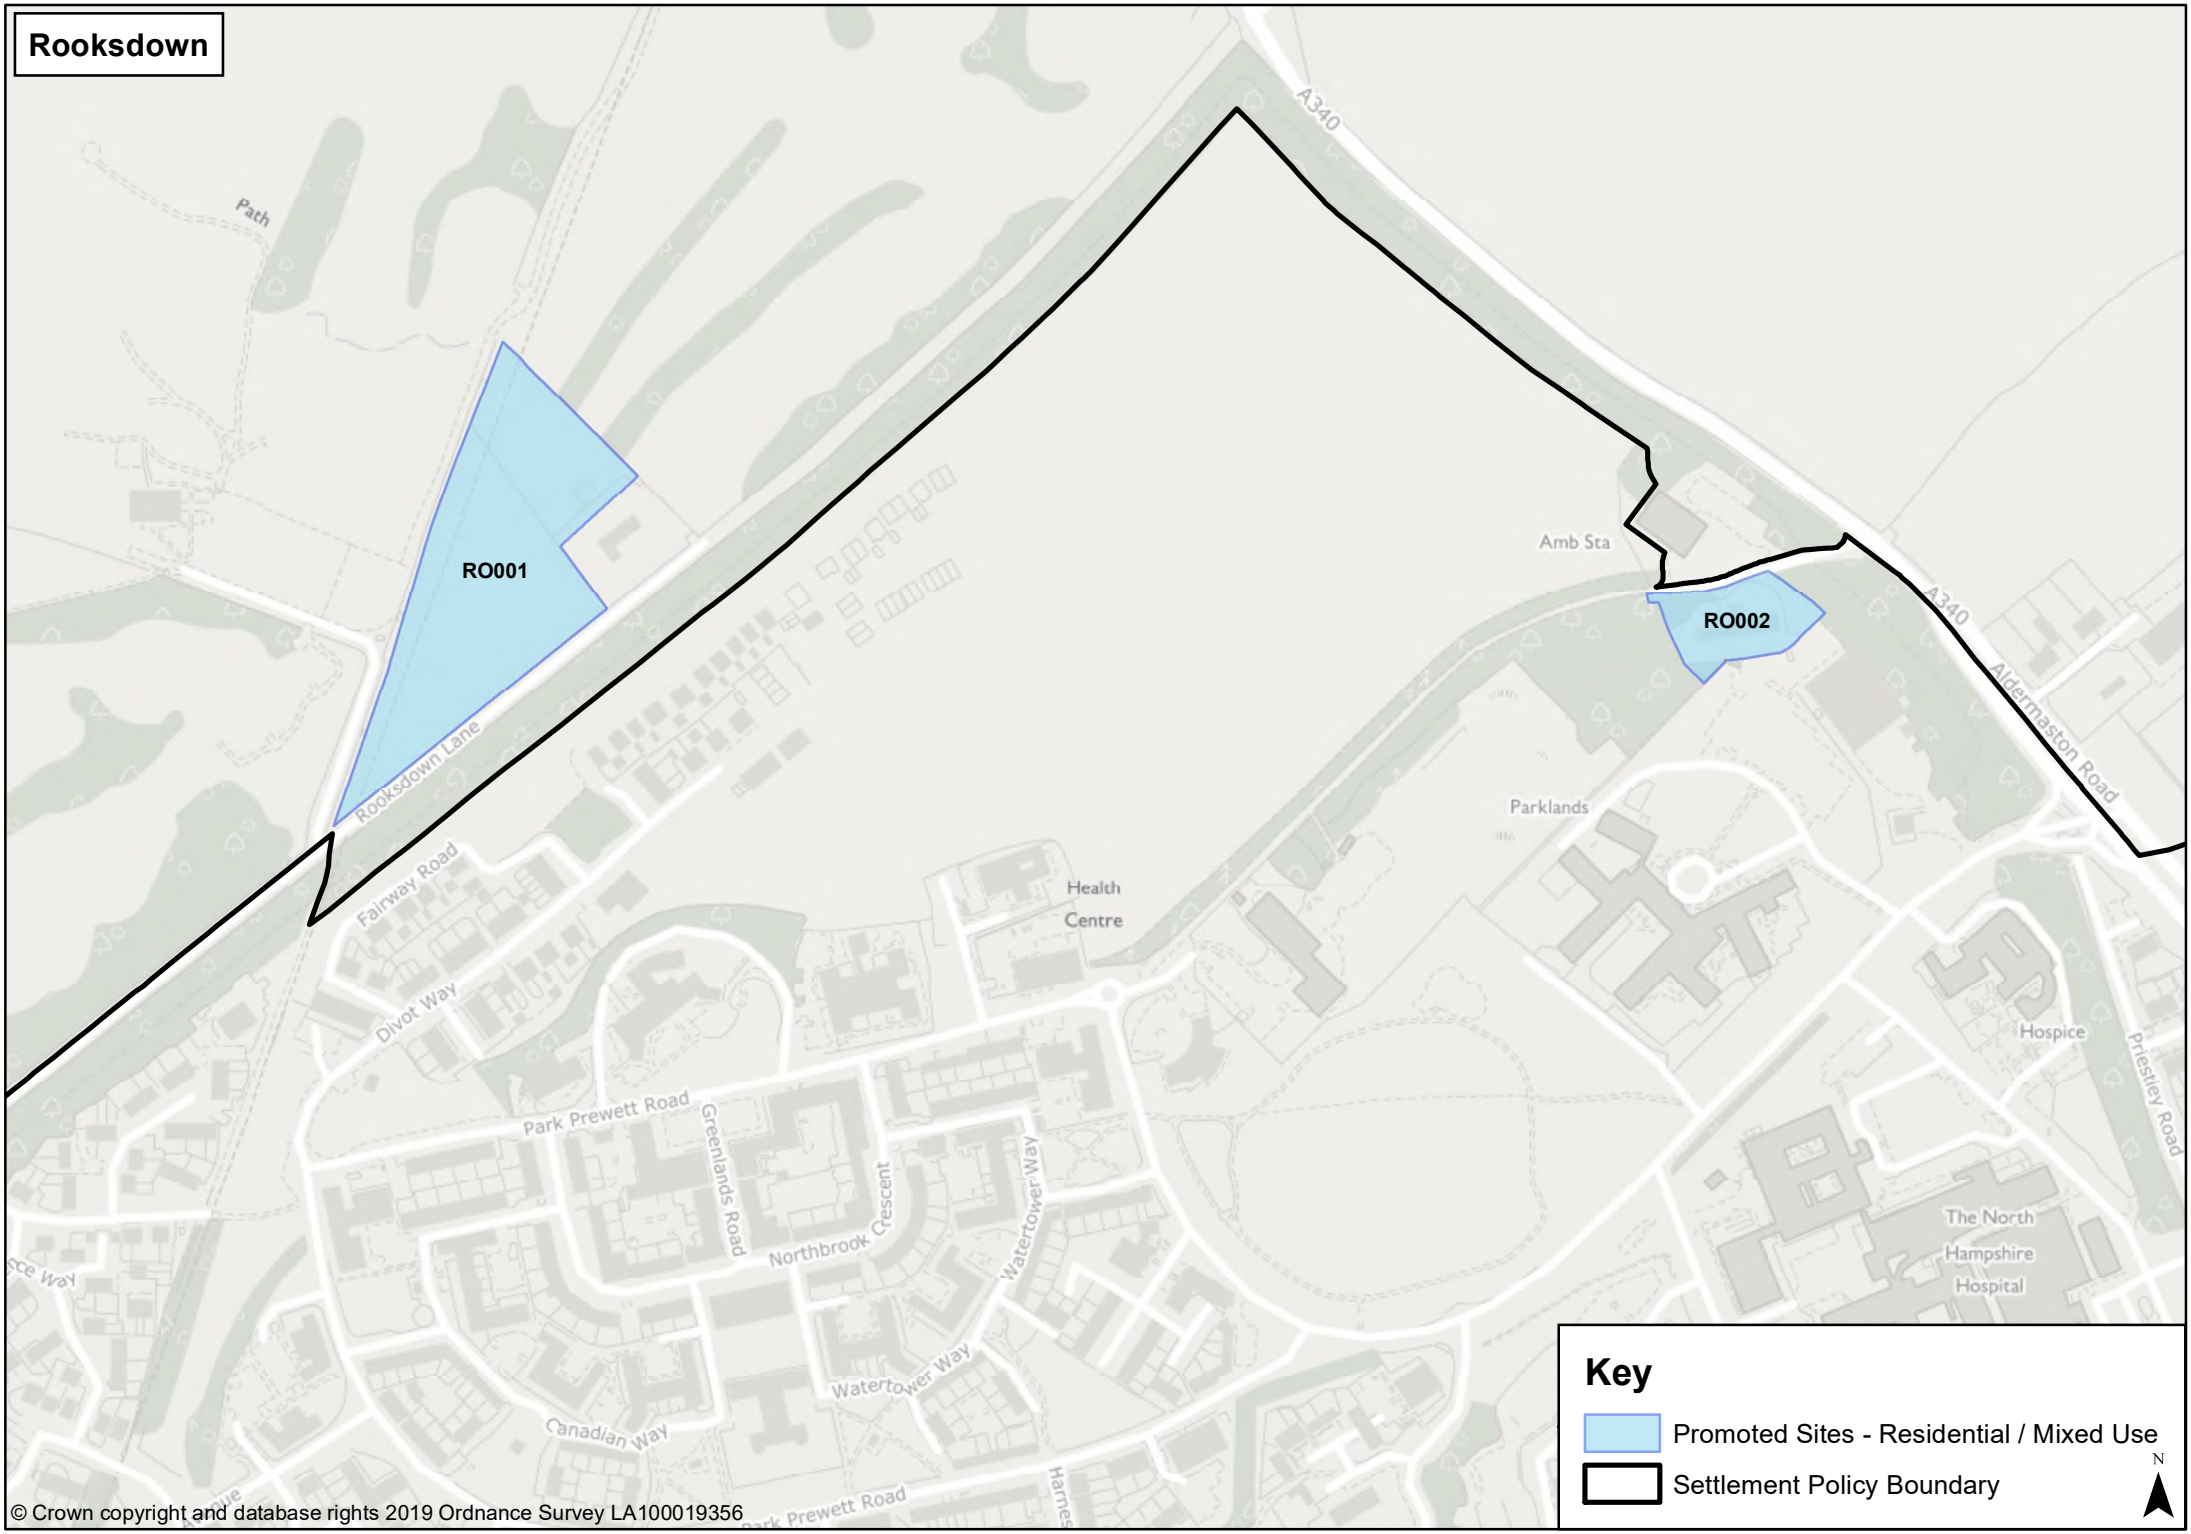 Rooksdown
A340
Path
Amb Sta
RO001
A340
RO002
Aldermaston Road
Rooksdown Lane
Parklands
Fairway Road
Health
Centre
Divot Way
Hospice
Priestley Road
Park Prewett Road
Greenlands Road
Northbrook Crescent
Watertower Way
The North
Hampshire
Hospital
Way
Watertower Way
Canadian Way
Park Prewett Road
Key
Promoted Sites - Residential / Mixed Use
Settlement Policy Boundary
N
© Crown copyright and database rights 2019 Ordnance Survey LA100019356